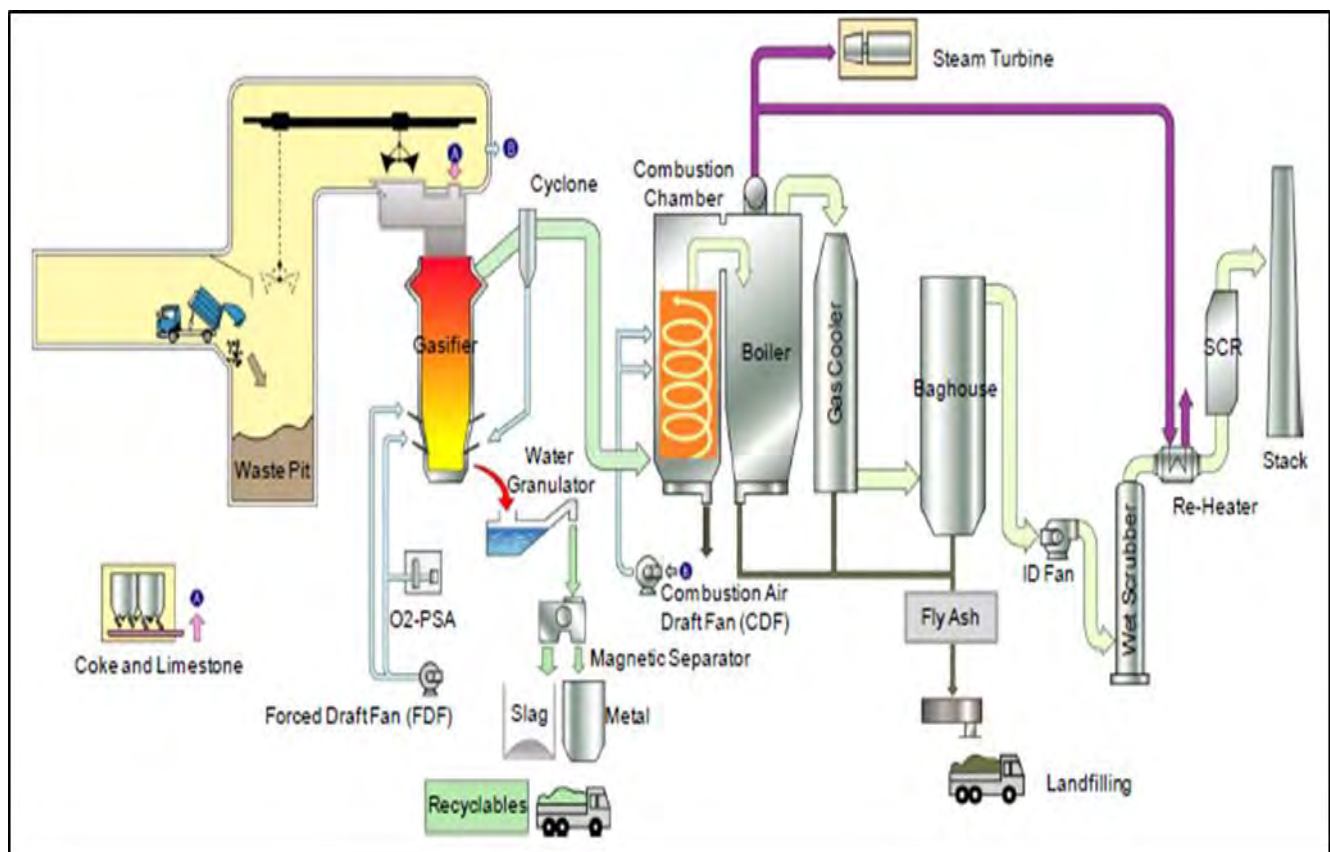 Steam Turbine
A
B
Combustion
Chamber
Cyclone
Gasifier
Boiler
Gas Cooler
Baghouse
SCR
Waste Pit
Water
Granulator
Stack
Re-Heater
ID Fan
Wet Scrubber
A
O2-PSA
Combustion Air
Draft Fan (CDF)
Fly Ash
Coke and Limestone
Magnetic Separator
Forced Draft Fan (FDF)
Slag
Metal
Recyclables
Landfilling